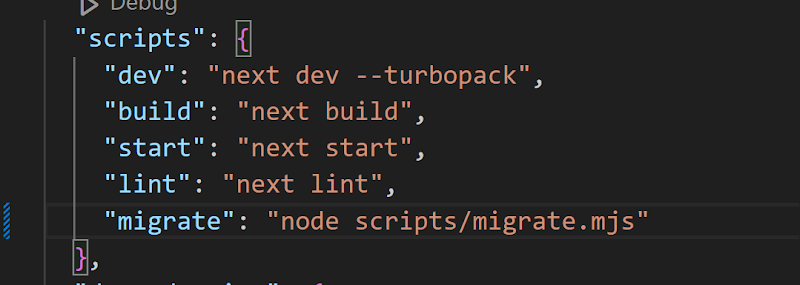 Debug
"scripts": {
"dev": "next dev --turbopack",
"build": "next build",
"start": "next start",
"lint": "next lint",
"migrate": "node scripts/migrate.mjs"
},